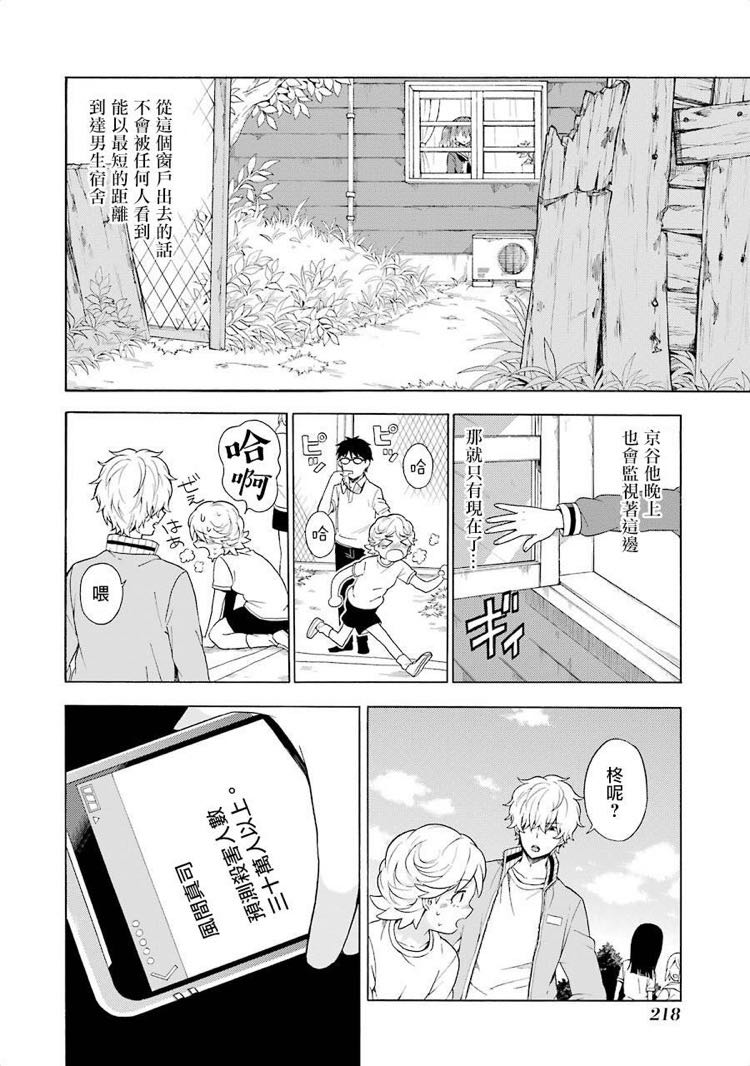 從這個窗戶出去的話
不會被任何人看到
能以最短的距離
到達男生宿舍
京谷他晚上
也會監視著這邊
那就只有現在了…
ギィ
ピッ
ピッ
哈
哈
哈啊
ぜぇ
はぁ
喂
柊呢?
風間真司
預測殺害人數
三十萬人以上。
218